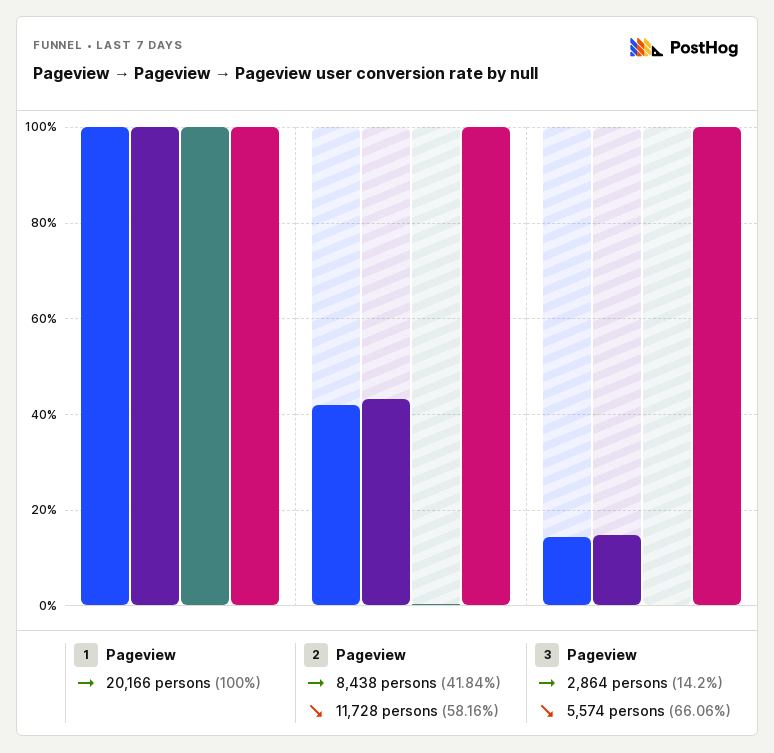 FUNNEL • LAST 7 DAYS
PostHog
Pageview → Pageview → Pageview user conversion rate by null
100%
80%
60%
40%
20%
0%
1 Pageview
→ 20,166 persons (100%)
2 Pageview
→ 8,438 persons (41.84%)
↘ 11,728 persons (58.16%)
3 Pageview
→ 2,864 persons (14.2%)
↘ 5,574 persons (66.06%)